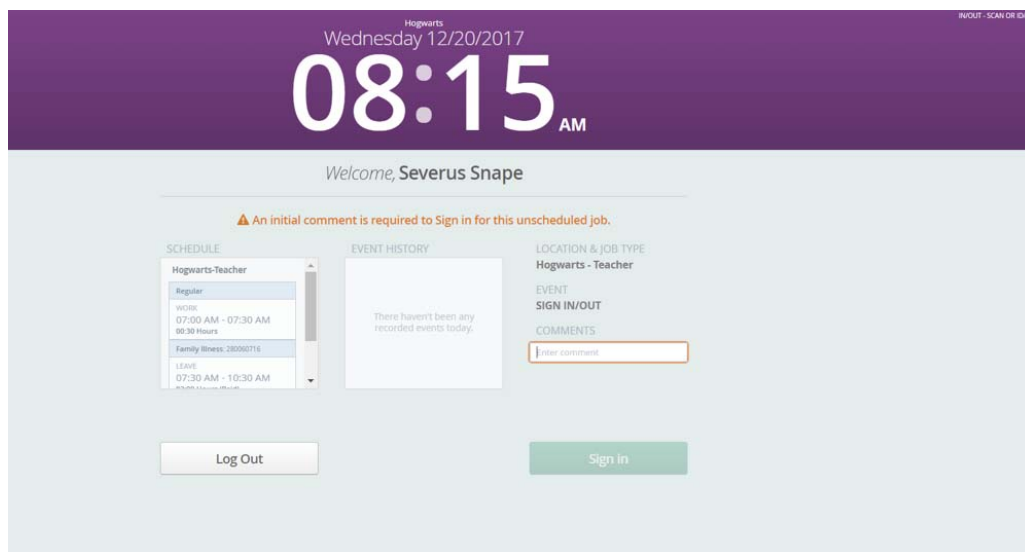 IN/OUT - SCAN OR
Hogwarts
Wednesday 12/20/2017
08:15 AM
Welcome, Severus Snape
An initial comment is required to Sign in for this unscheduled job.
SCHEDULE
Hogwarts-Teacher
Regular
WORK
07:00 AM - 07:30 AM
00:30 Hours
Family Illness: 280060716
LEAVE
07:30 AM - 10:30 AM
EVENT HISTORY
There haven't been any
recorded events today.
LOCATION & JOB TYPE
Hogwarts - Teacher
EVENT
SIGN IN/OUT
COMMENTS
Enter comment
Log Out
Sign in